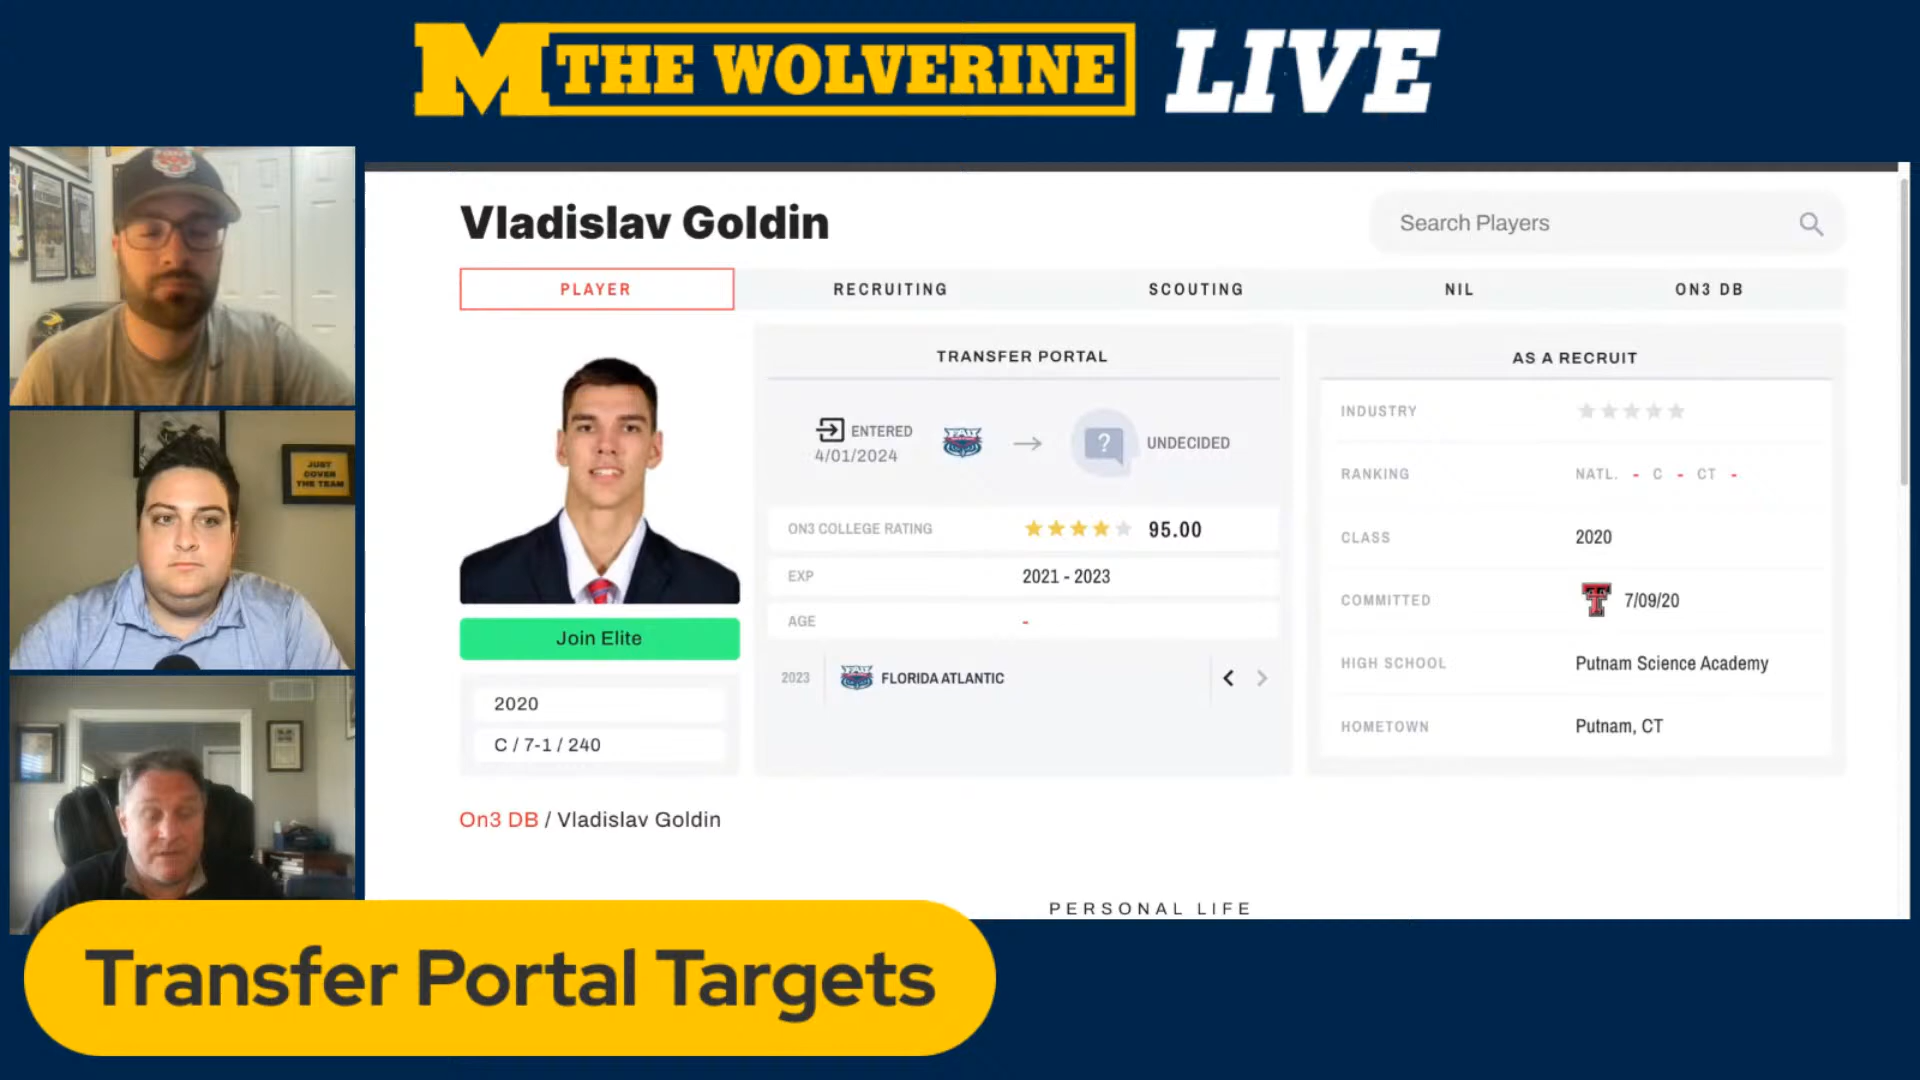 M THE WOLVERINE LIVE
JUST
COVER
THE TEAM
Vladislav Goldin
Search Players
PLAYER
RECRUITING
SCOUTING
NIL
ON3 DB
TRANSFER PORTAL
ENTERED
4/01/2024
FAU
?
UNDECIDED
ON3 COLLEGE RATING
95.00
EXP
2021 - 2023
AGE
-
2023
FAU
FLORIDA ATLANTIC
Join Elite
2020
C / 7-1 / 240
AS A RECRUIT
INDUSTRY
RANKING
NATL. - C - CT -
CLASS
2020
COMMITTED
7/09/20
HIGH SCHOOL
Putnam Science Academy
HOMETOWN
Putnam, CT
On3 DB / Vladislav Goldin
PERSONAL LIFE
Transfer Portal Targets